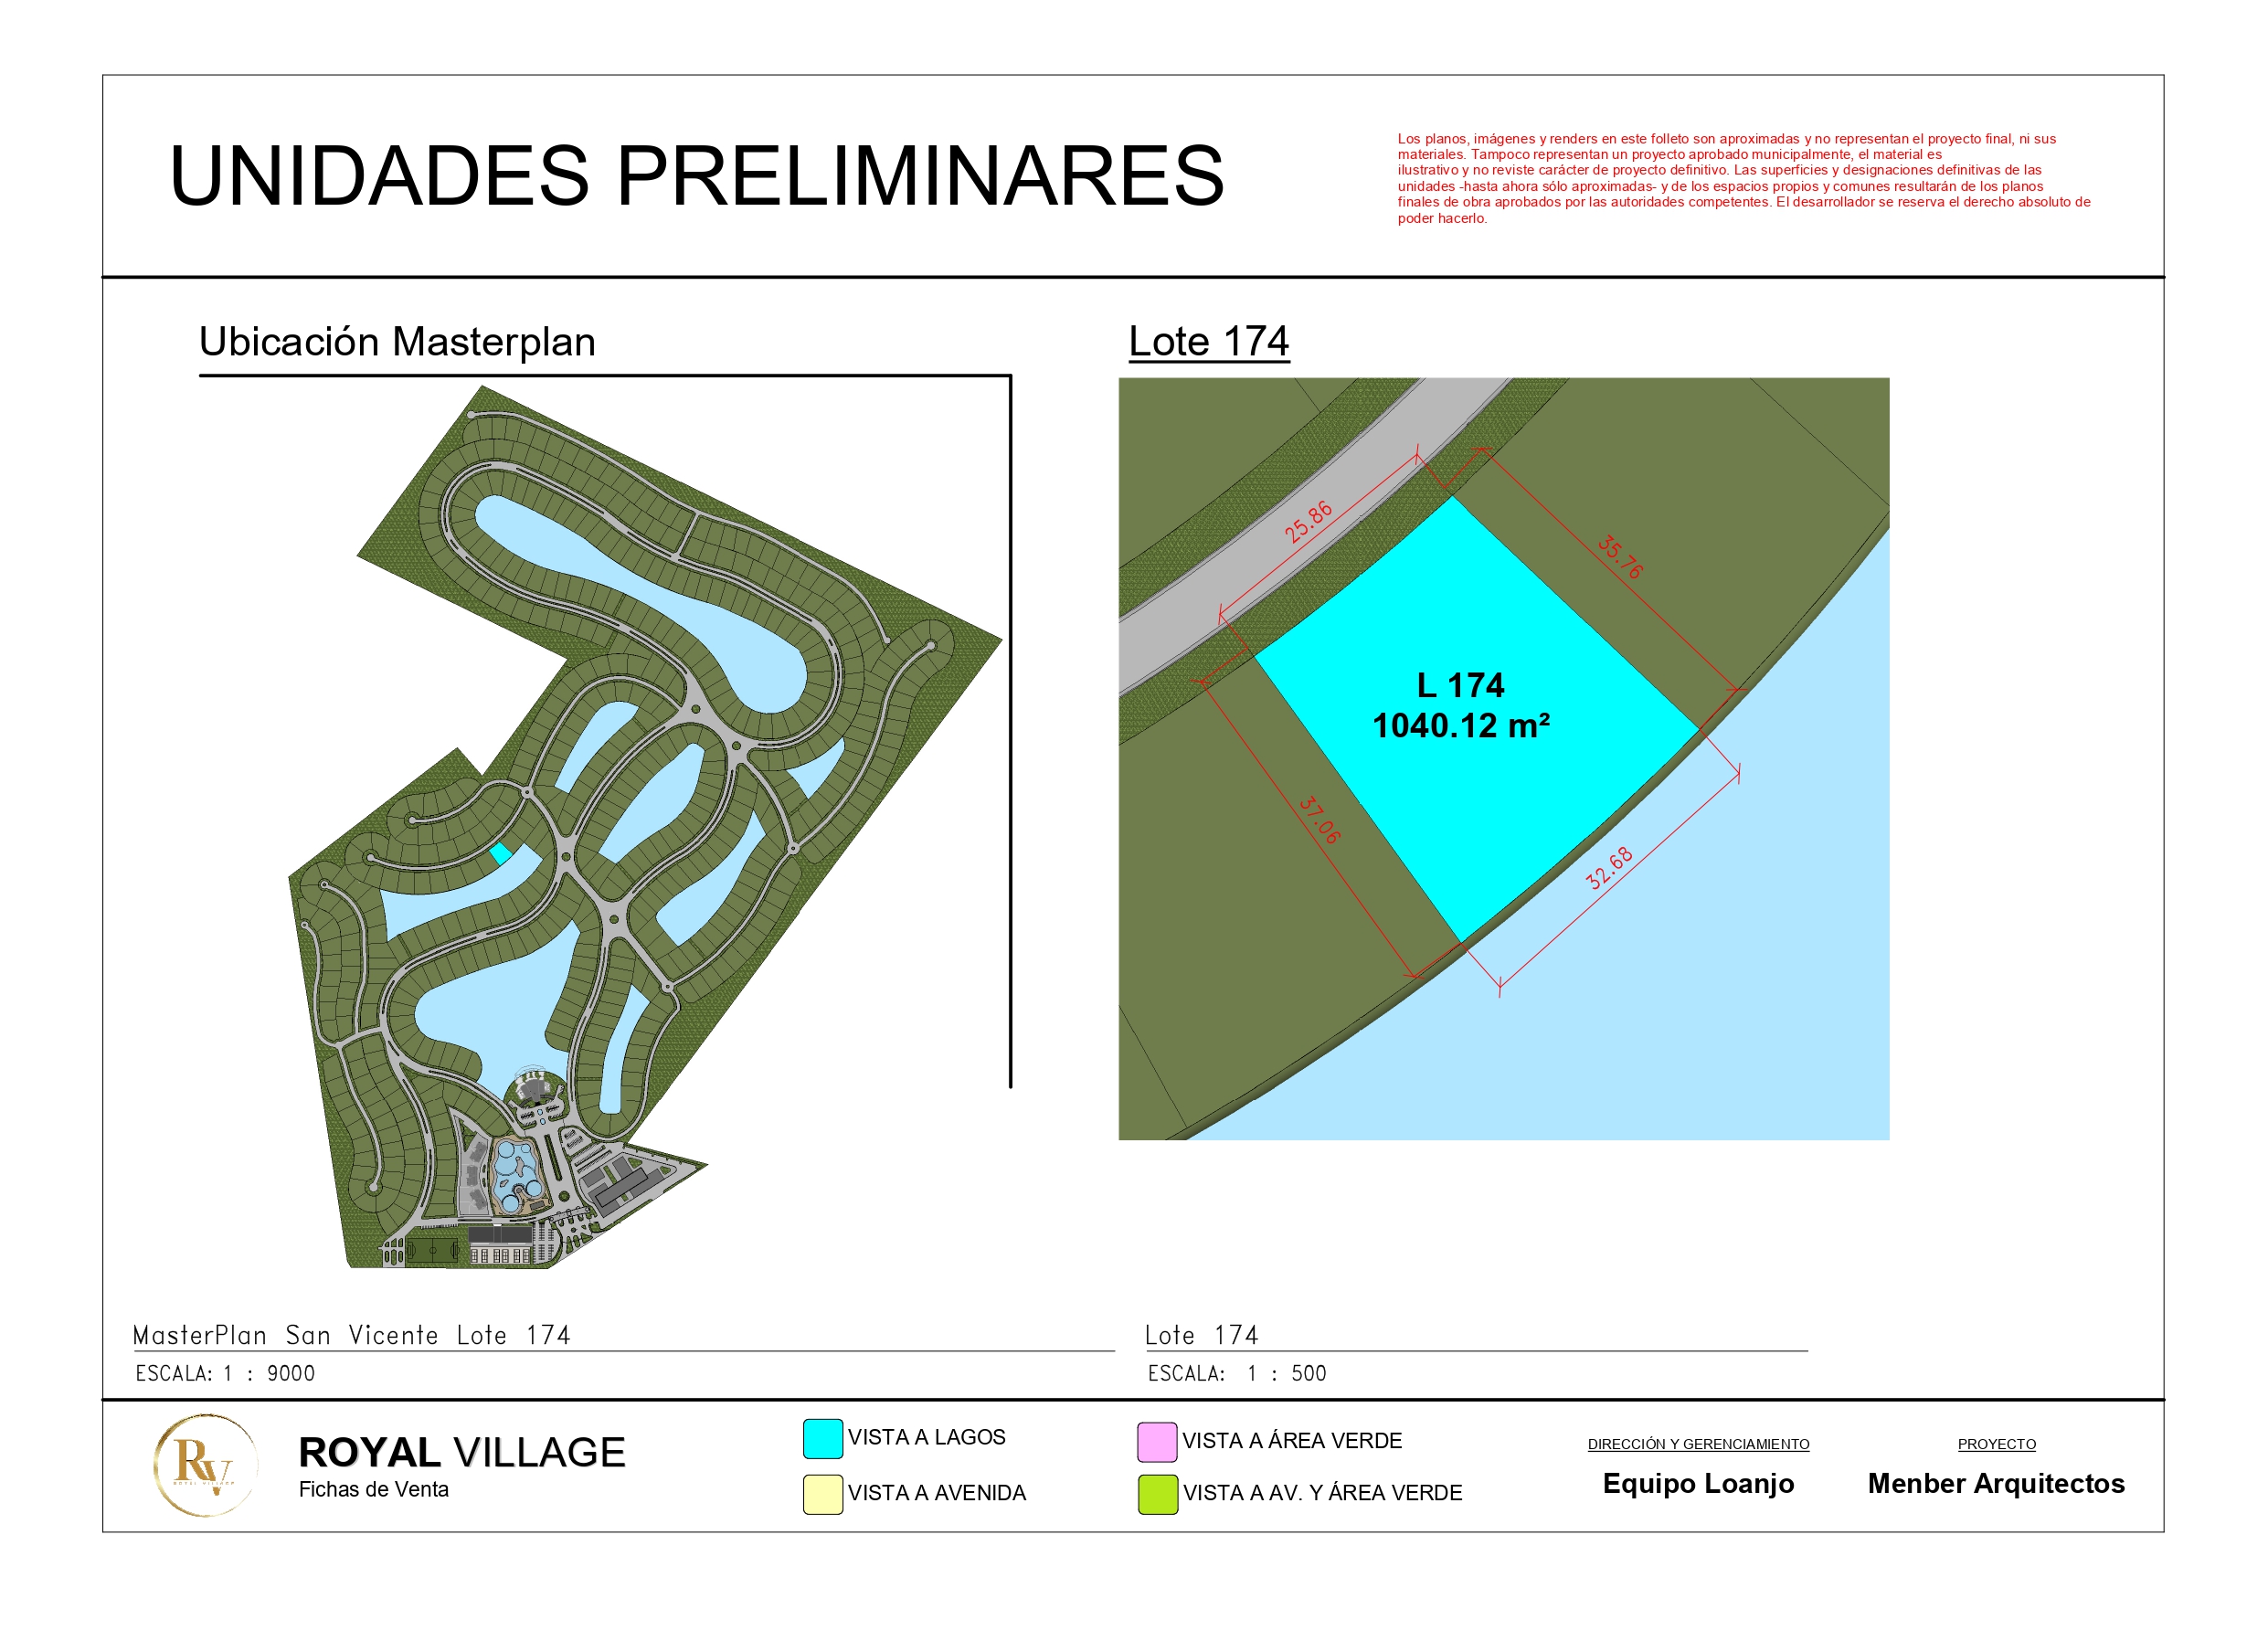 UNIDADES PRELIMINARES
Los planos, imágenes y renders en este folleto son aproximadas y no representan el proyecto final, ni sus
materiales. Tampoco representan un proyecto aprobado municipalmente, el material es
ilustrativo y no reviste carácter de proyecto definitivo. Las superficies y designaciones definitivas de las
unidades -hasta ahora sólo aproximadas- y de los espacios propios y comunes resultarán de los planos
finales de obra aprobados por las autoridades competentes. El desarrollador se reserva el derecho absoluto de
poder hacerlo.
Ubicación Masterplan
Lote 174
25.86
35.76
L 174
1040.12 m²
37.06
32.68
MasterPlan San Vicente Lote 174
ESCALA: 1 : 9000
Lote 174
ESCALA: 1 : 500
RV
ROYAL VILLAGE
ROYAL VILLAGE
Fichas de Venta
VISTA A LAGOS
VISTA A AVENIDA
VISTA A ÁREA VERDE
VISTA A AV. Y ÁREA VERDE
DIRECCIÓN Y GERENCIAMIENTO
Equipo Loanjo
PROYECTO
Menber Arquitectos